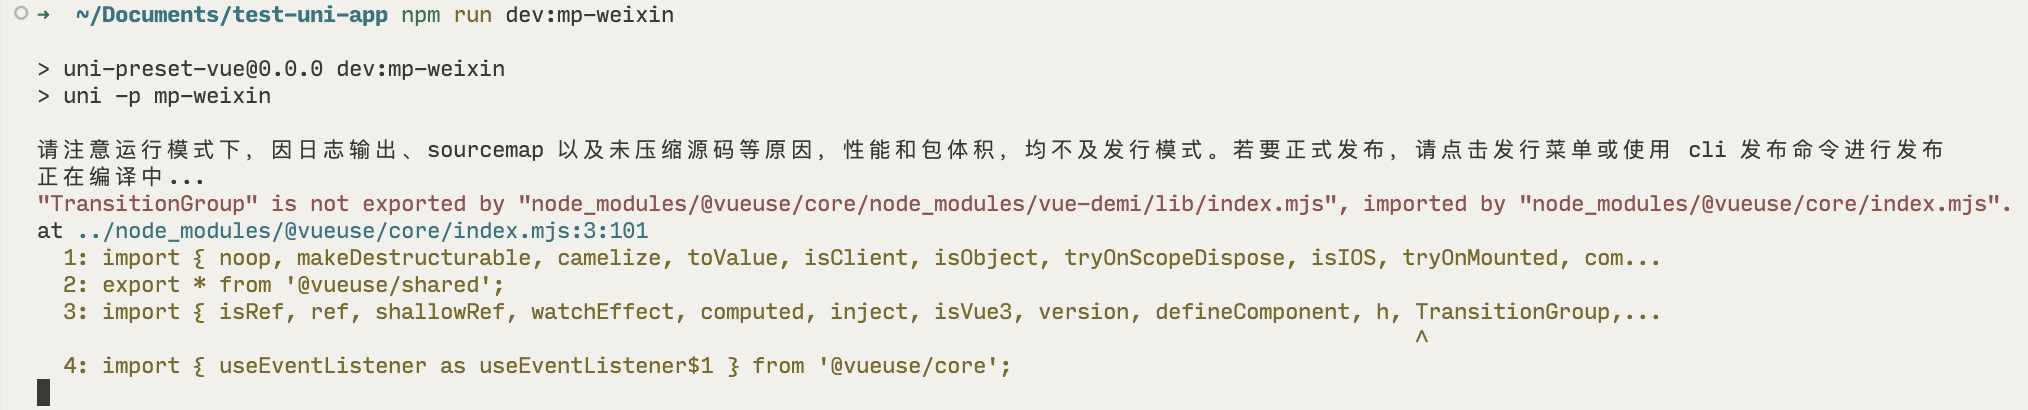 ➜  ~/Documents/test-uni-app npm run dev:mp-weixin
> uni-preset-vue@0.0.0 dev:mp-weixin
> uni -p mp-weixin
请注意运行模式下，因日志输出、sourcemap 以及未压缩源码等原因，性能和包体积，均不及发行模式。若要正式发布，请点击发行菜单或使用 cli 发布命令进行发布
正在编译中...
"TransitionGroup" is not exported by "node_modules/@vueuse/core/node_modules/vue-demi/lib/index.mjs", imported by "node_modules/@vueuse/core/index.mjs".
at ../node_modules/@vueuse/core/index.mjs:3:101
1: import { noop, makeDestructurable, camelize, toValue, isClient, isObject, tryOnScopeDispose, isIOS, tryOnMounted, com...
2: export * from '@vueuse/shared';
3: import { isRef, ref, shallowRef, watchEffect, computed, inject, isVue3, version, defineComponent, h, TransitionGroup,...
^
4: import { useEventListener as useEventListener$1 } from '@vueuse/core';